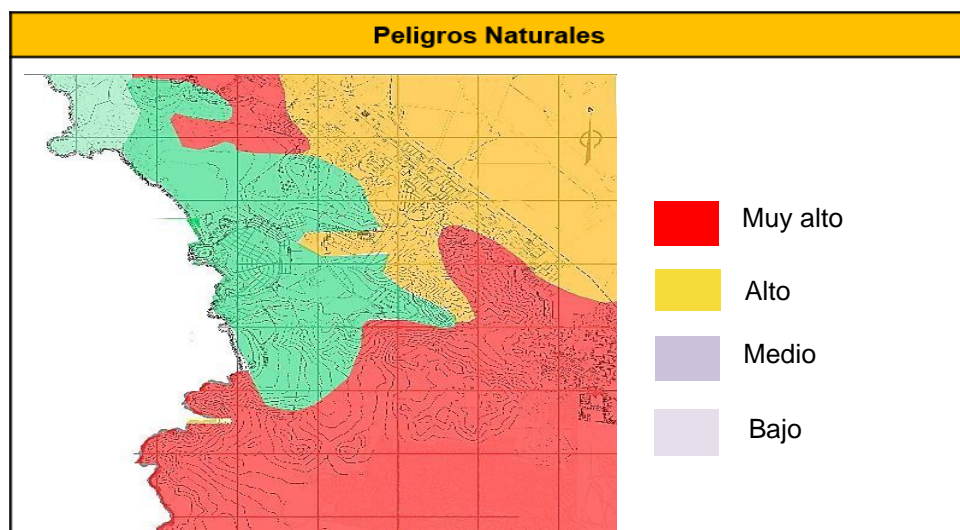 Peligros Naturales
Muy alto
Alto
Medio
Bajo